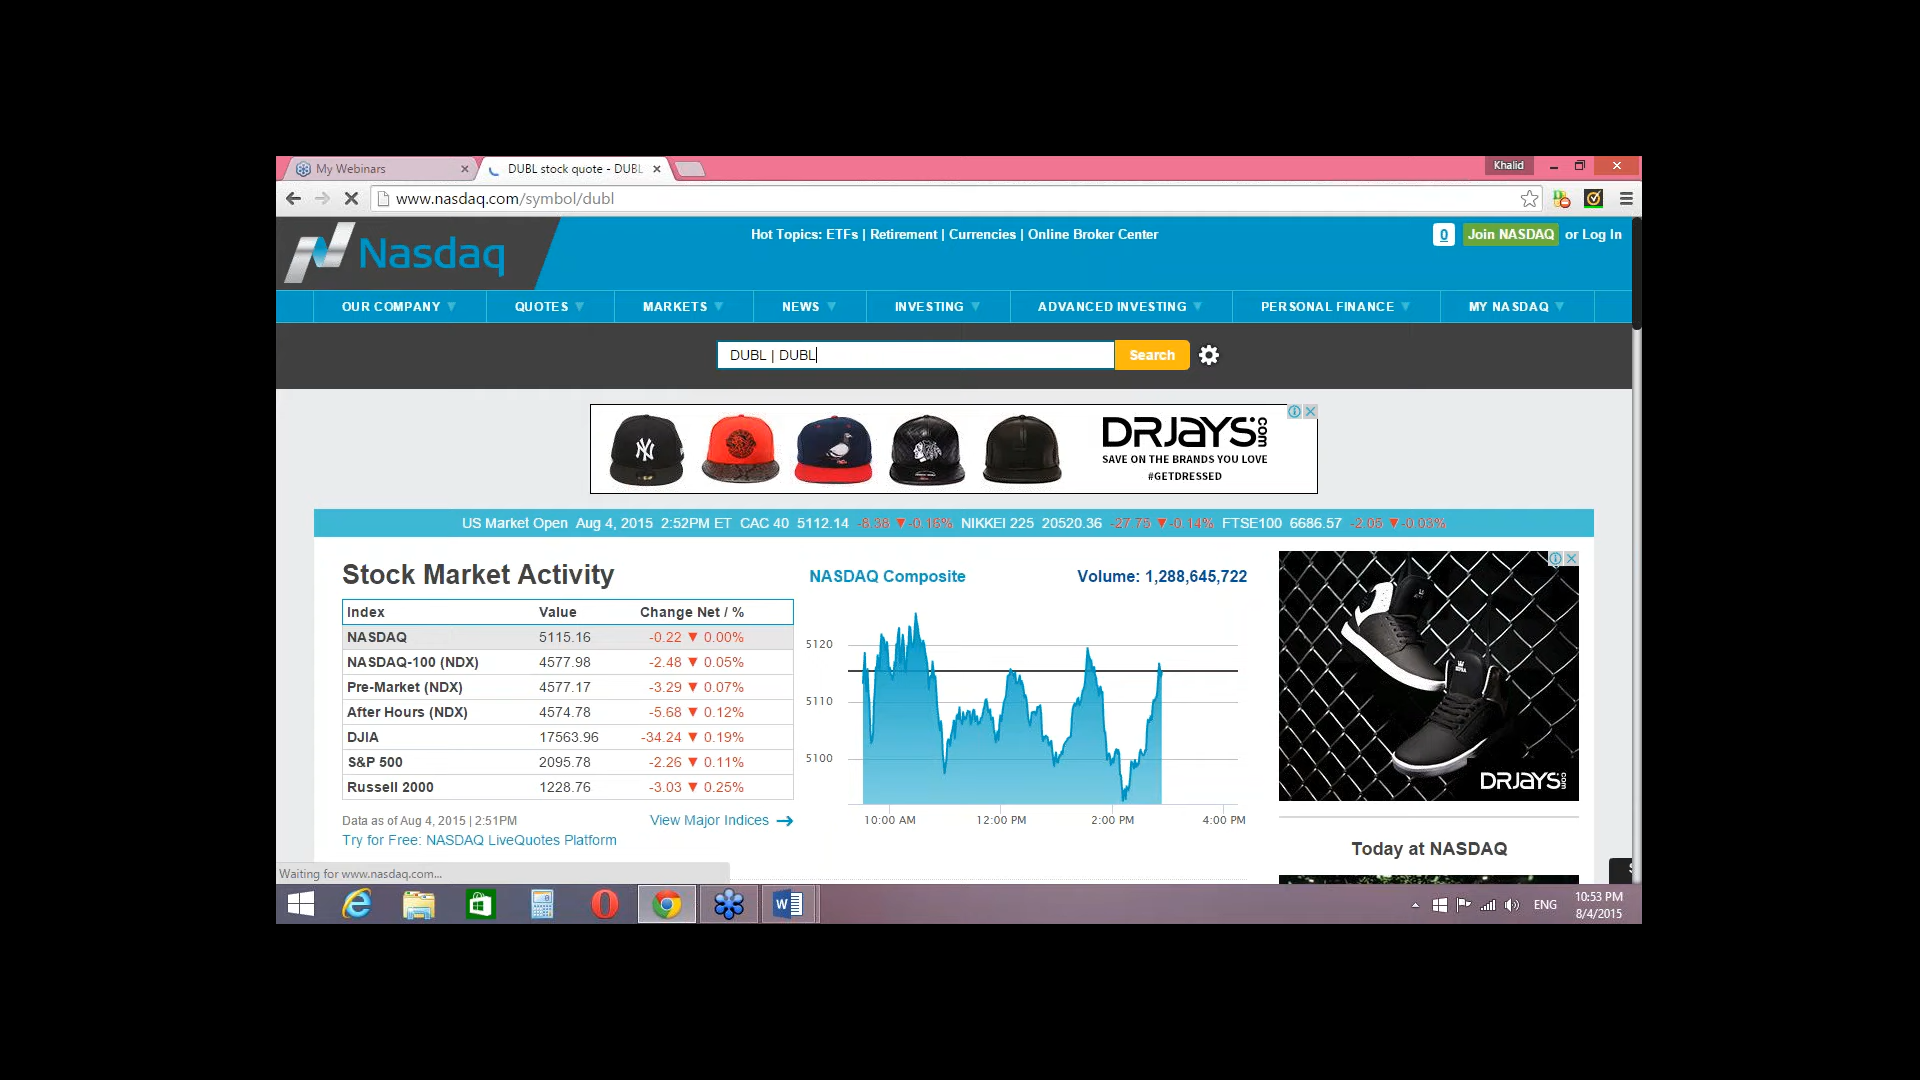 My Webinars
DUBL stock quote - DUBL
Khalid
www.nasdaq.com/symbol/dubl
Nasdaq
Hot Topics: ETFs | Retirement | Currencies | Online Broker Center
0 Join NASDAQ or Log In
OUR COMPANY QUOTES MARKETS NEWS INVESTING ADVANCED INVESTING PERSONAL FINANCE MY NASDAQ
DUBL | DUBL
Search
NY
DRJAYS.com
SAVE ON THE BRANDS YOU LOVE
#GETDRESSED
US Market Open Aug 4, 2015 2:52PM ET CAC 40 5112.14 -8.38 ▼-0.16% NIKKEI 225 20520.36 -27.75 ▼-0.14% FTSE100 6686.57 -2.05 ▼-0.03%
Stock Market Activity
Index Value Change Net / %
NASDAQ 5115.16 -0.22 ▼ 0.00%
NASDAQ-100 (NDX) 4577.98 -2.48 ▼ 0.05%
Pre-Market (NDX) 4577.17 -3.29 ▼ 0.07%
After Hours (NDX) 4574.78 -5.68 ▼ 0.12%
DJIA 17563.96 -34.24 ▼ 0.19%
S&P 500 2095.78 -2.26 ▼ 0.11%
Russell 2000 1228.76 -3.03 ▼ 0.25%
Data as of Aug 4, 2015 | 2:51PM
View Major Indices
Try for Free: NASDAQ LiveQuotes Platform
NASDAQ Composite
Volume: 1,288,645,722
5120
5110
5100
10:00 AM 12:00 PM 2:00 PM 4:00 PM
SUPRA
DRJAYS.com
Today at NASDAQ
Waiting for www.nasdaq.com...
ENG
10:53 PM
8/4/2015